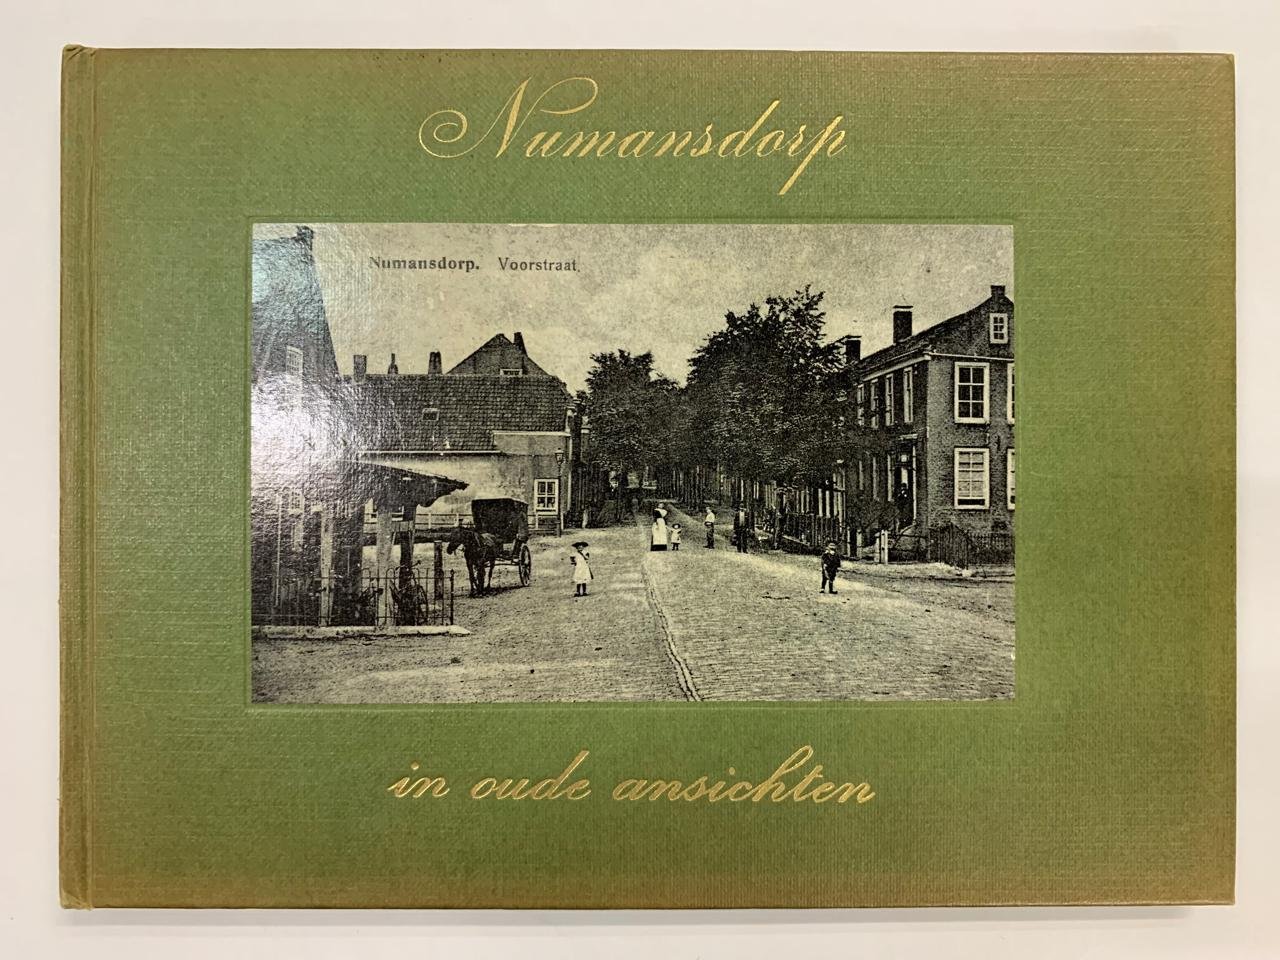 Numansdorp
Numansdorp. Voorstraat.
in oude ansichten